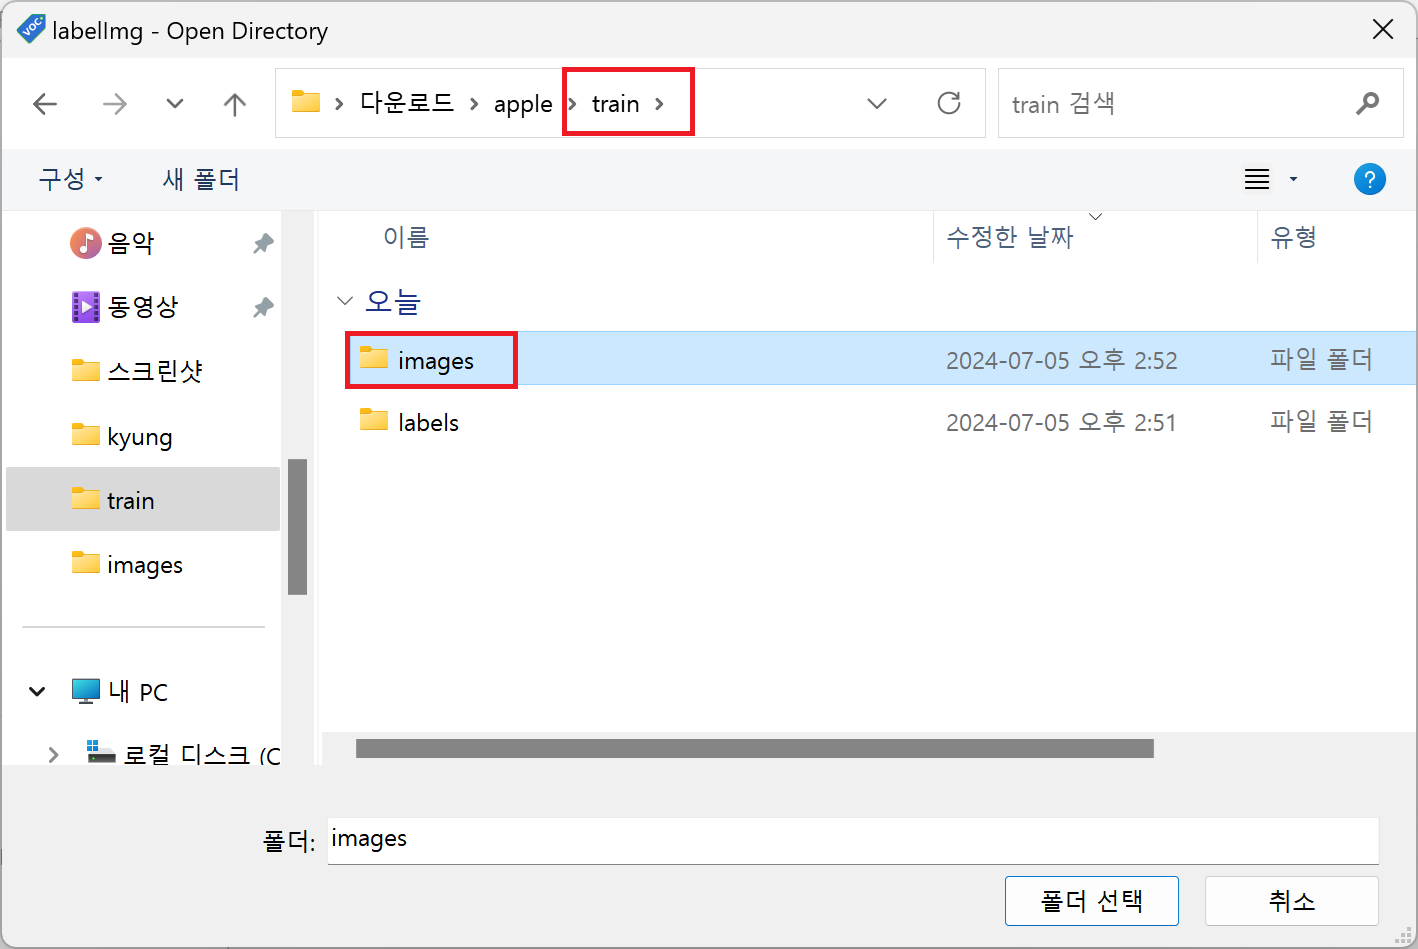 VOC labelImg - Open Directory
다운로드 apple train train 검색
구성 새 폴더 ?
이름 수정한 날짜 유형
음악
동영상
스크린샷
kyung
train
images
내 PC
로컬 디스크 (C
오늘
images 2024-07-05 오후 2:52 파일 폴더
labels 2024-07-05 오후 2:51 파일 폴더
폴더: images
폴더 선택 취소